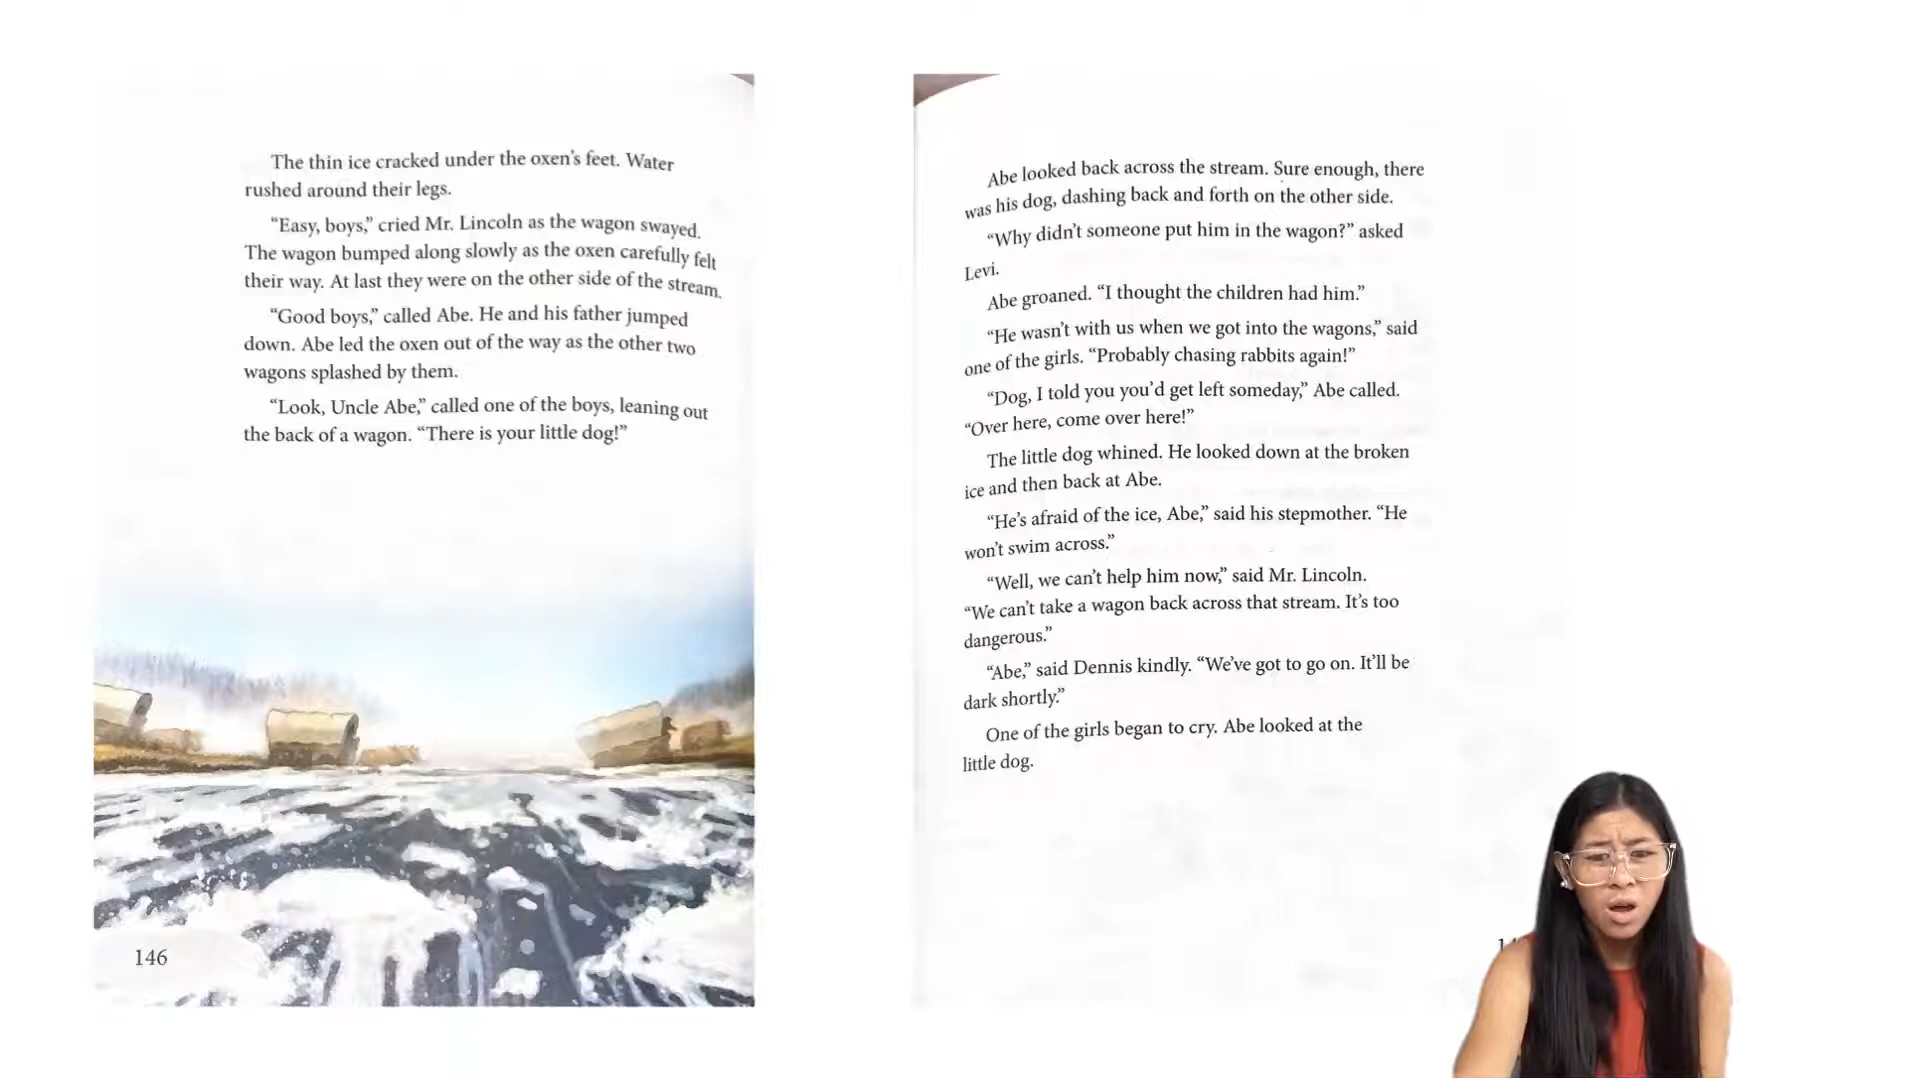 The thin ice cracked under the oxen’s feet. Water
rushed around their legs.
“Easy, boys,” cried Mr. Lincoln as the wagon swayed.
The wagon bumped along slowly as the oxen carefully felt
their way. At last they were on the other side of the stream.
“Good boys,” called Abe. He and his father jumped
down. Abe led the oxen out of the way as the other two
wagons splashed by them.
“Look, Uncle Abe,” called one of the boys, leaning out
the back of a wagon. “There is your little dog!”
146
Abe looked back across the stream. Sure enough, there
was his dog, dashing back and forth on the other side.
“Why didn’t someone put him in the wagon?” asked
Levi.
Abe groaned. “I thought the children had him.”
“He wasn’t with us when we got into the wagons,” said
one of the girls. “Probably chasing rabbits again!”
“Dog, I told you you’d get left someday,” Abe called.
“Over here, come over here!”
The little dog whined. He looked down at the broken
ice and then back at Abe.
“He’s afraid of the ice, Abe,” said his stepmother. “He
won’t swim across.”
“Well, we can’t help him now,” said Mr. Lincoln.
“We can’t take a wagon back across that stream. It’s too
dangerous.”
“Abe,” said Dennis kindly. “We’ve got to go on. It’ll be
dark shortly.”
One of the girls began to cry. Abe looked at the
little dog.